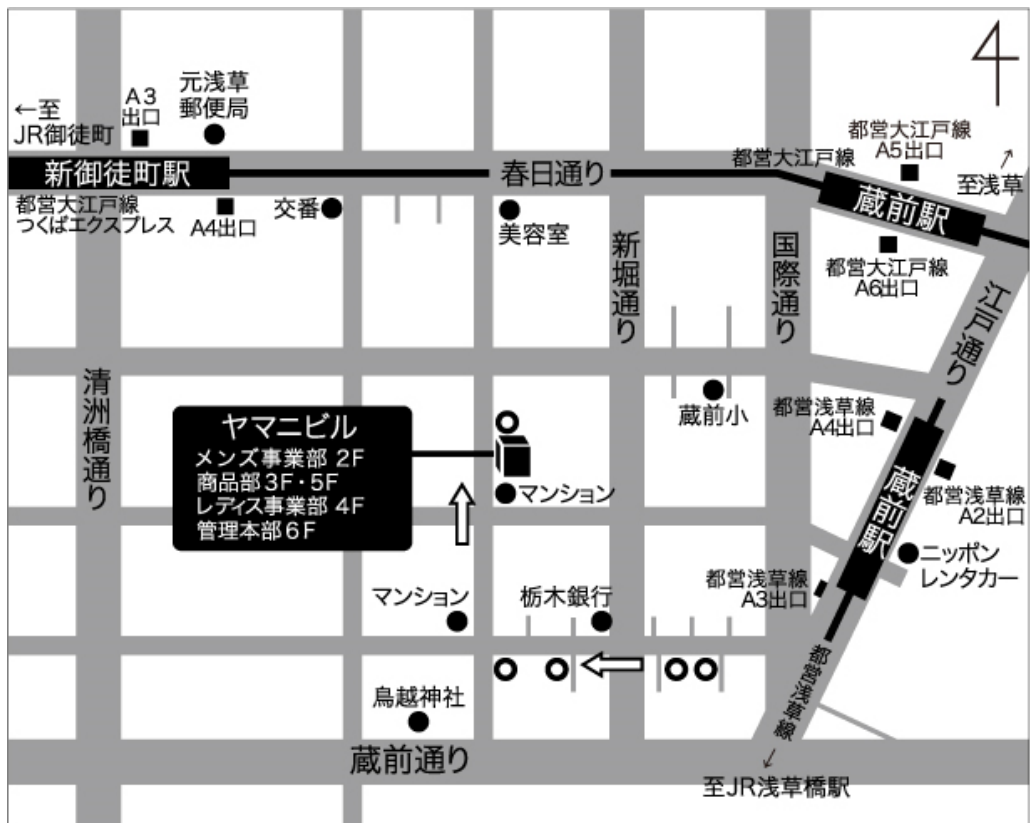 元浅草
郵便局
A3
出口
←至
JR御徒町
新御徒町駅
都営大江戸線
つくばエクスプレス
A4出口
交番
春日通り
美容室
都営大江戸線
都営大江戸線
A5出口
↑
至浅草
蔵前駅
都営大江戸線
A6出口
新堀通り
国際通り
江戸通り
清洲橋通り
ヤマニビル
メンズ事業部 2F
商品部3F・5F
レディス事業部 4F
管理本部6F
マンション
蔵前小
都営浅草線
A4出口
蔵前駅
都営浅草線
A2出口
ニッポン
レンタカー
都営浅草線
A3出口
マンション
栃木銀行
鳥越神社
蔵前通り
都営浅草線
↓
至JR浅草橋駅